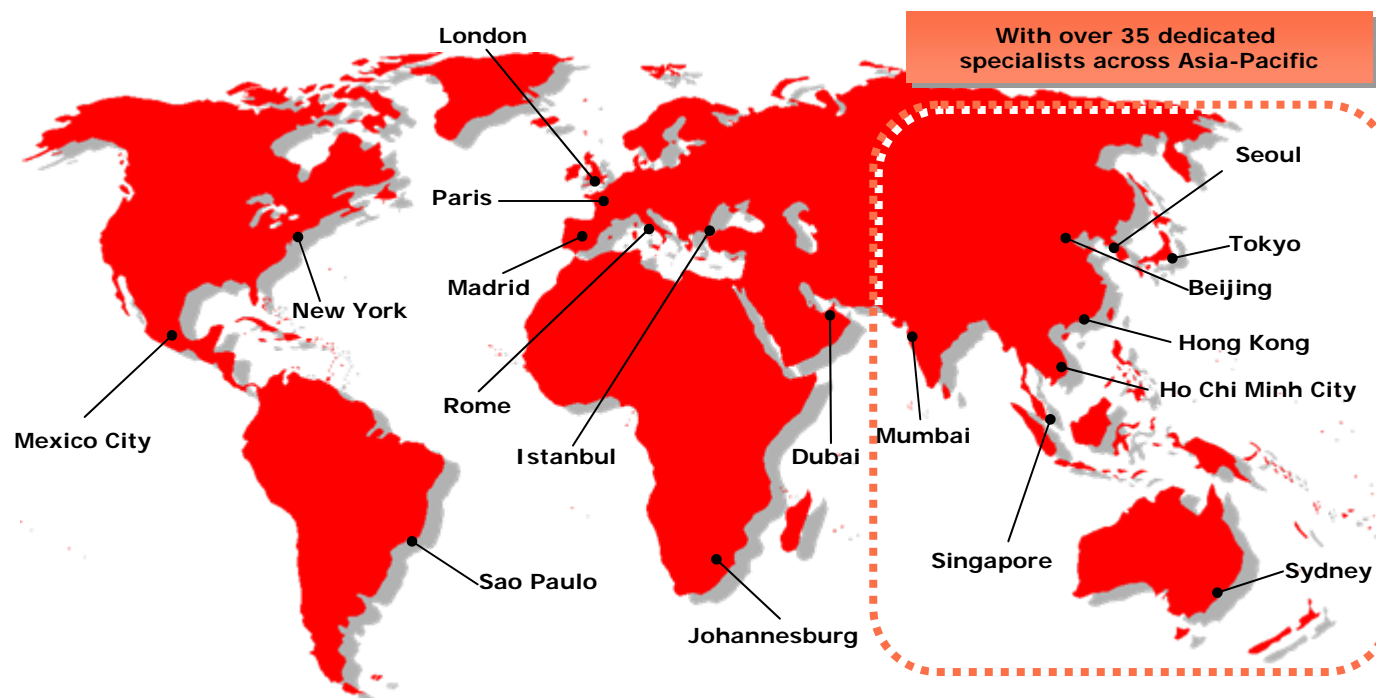 With over 35 dedicated
specialists across Asia-Pacific
London
Seoul
Paris
Tokyo
Madrid
Beijing
New York
Hong Kong
Ho Chi Minh City
Rome
Mexico City
Mumbai
Istanbul
Dubai
Singapore
Sydney
Sao Paulo
Johannesburg